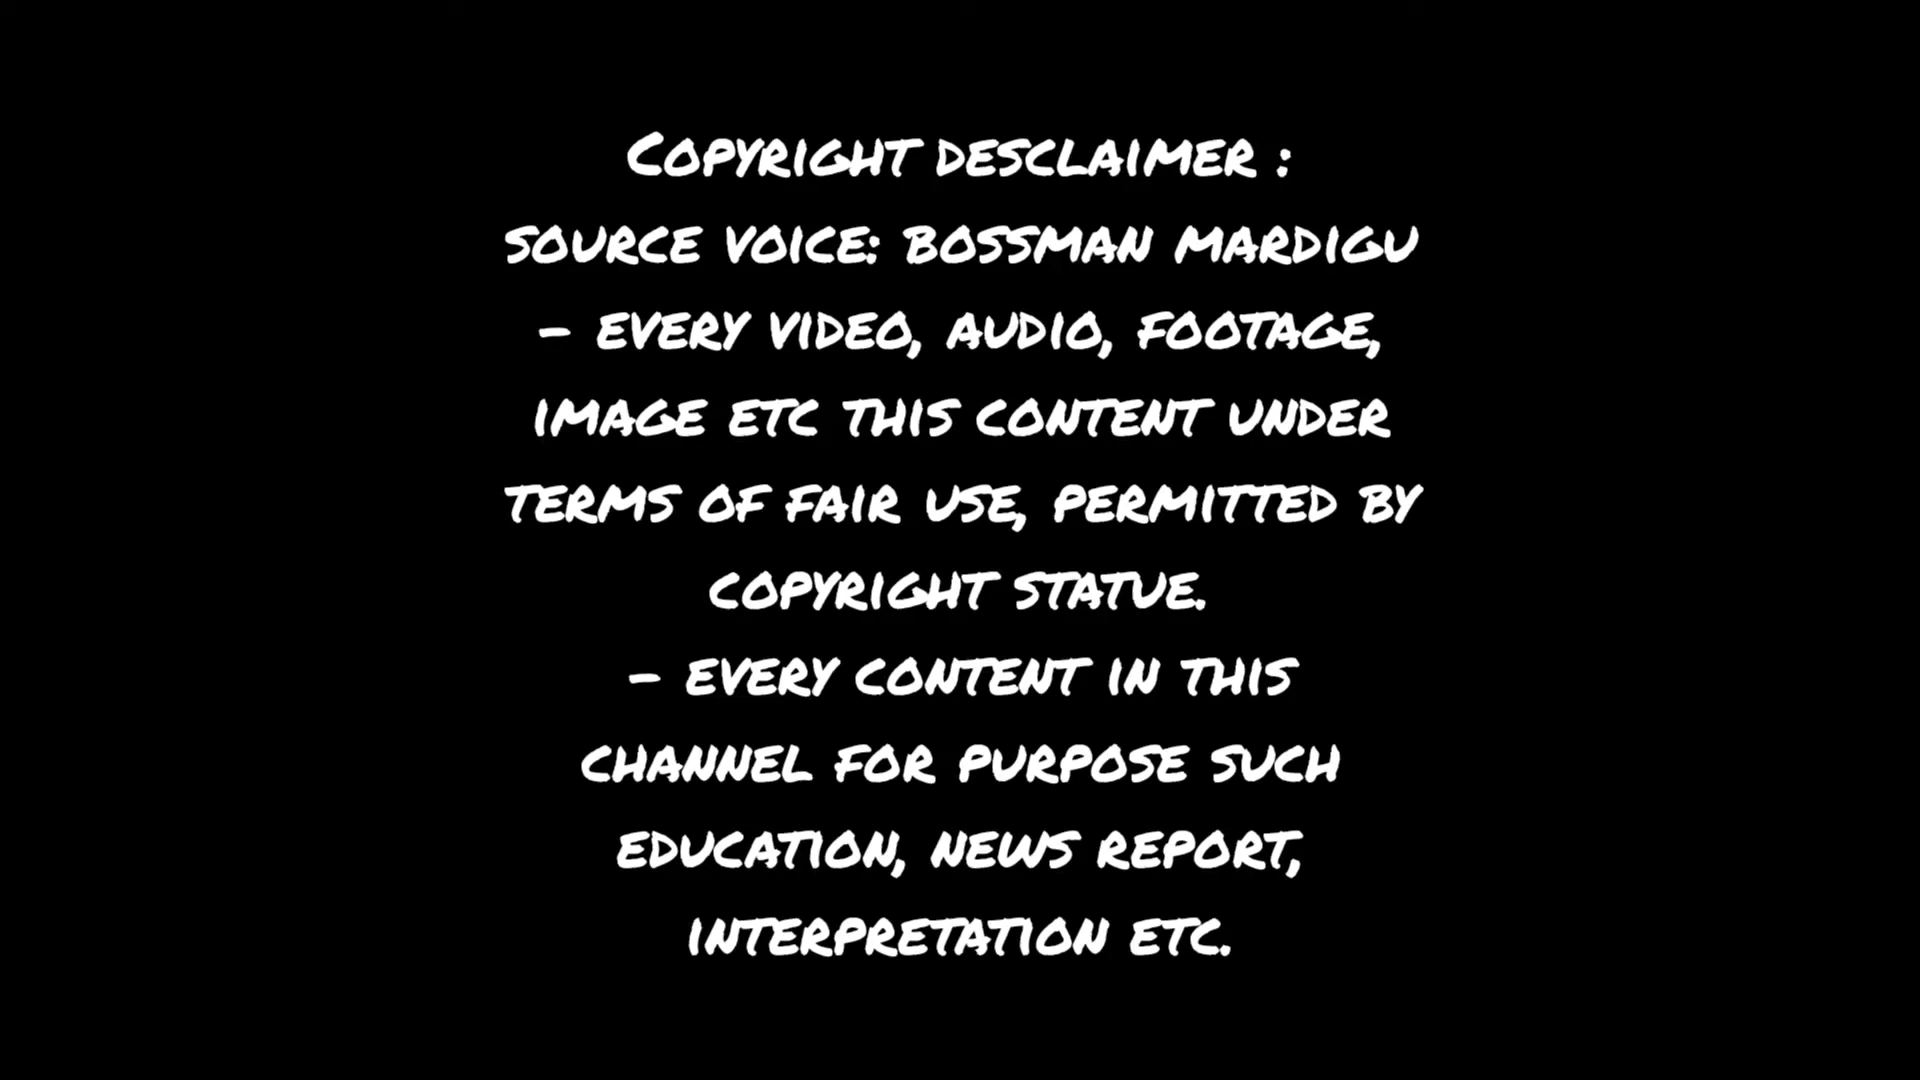 Copyright desclaimer :
source voice: bossman mardigu
- every video, audio, footage,
image etc this content under
terms of fair use, permitted by
copyright statue.
- every content in this
channel for purpose such
education, news report,
interpretation etc.